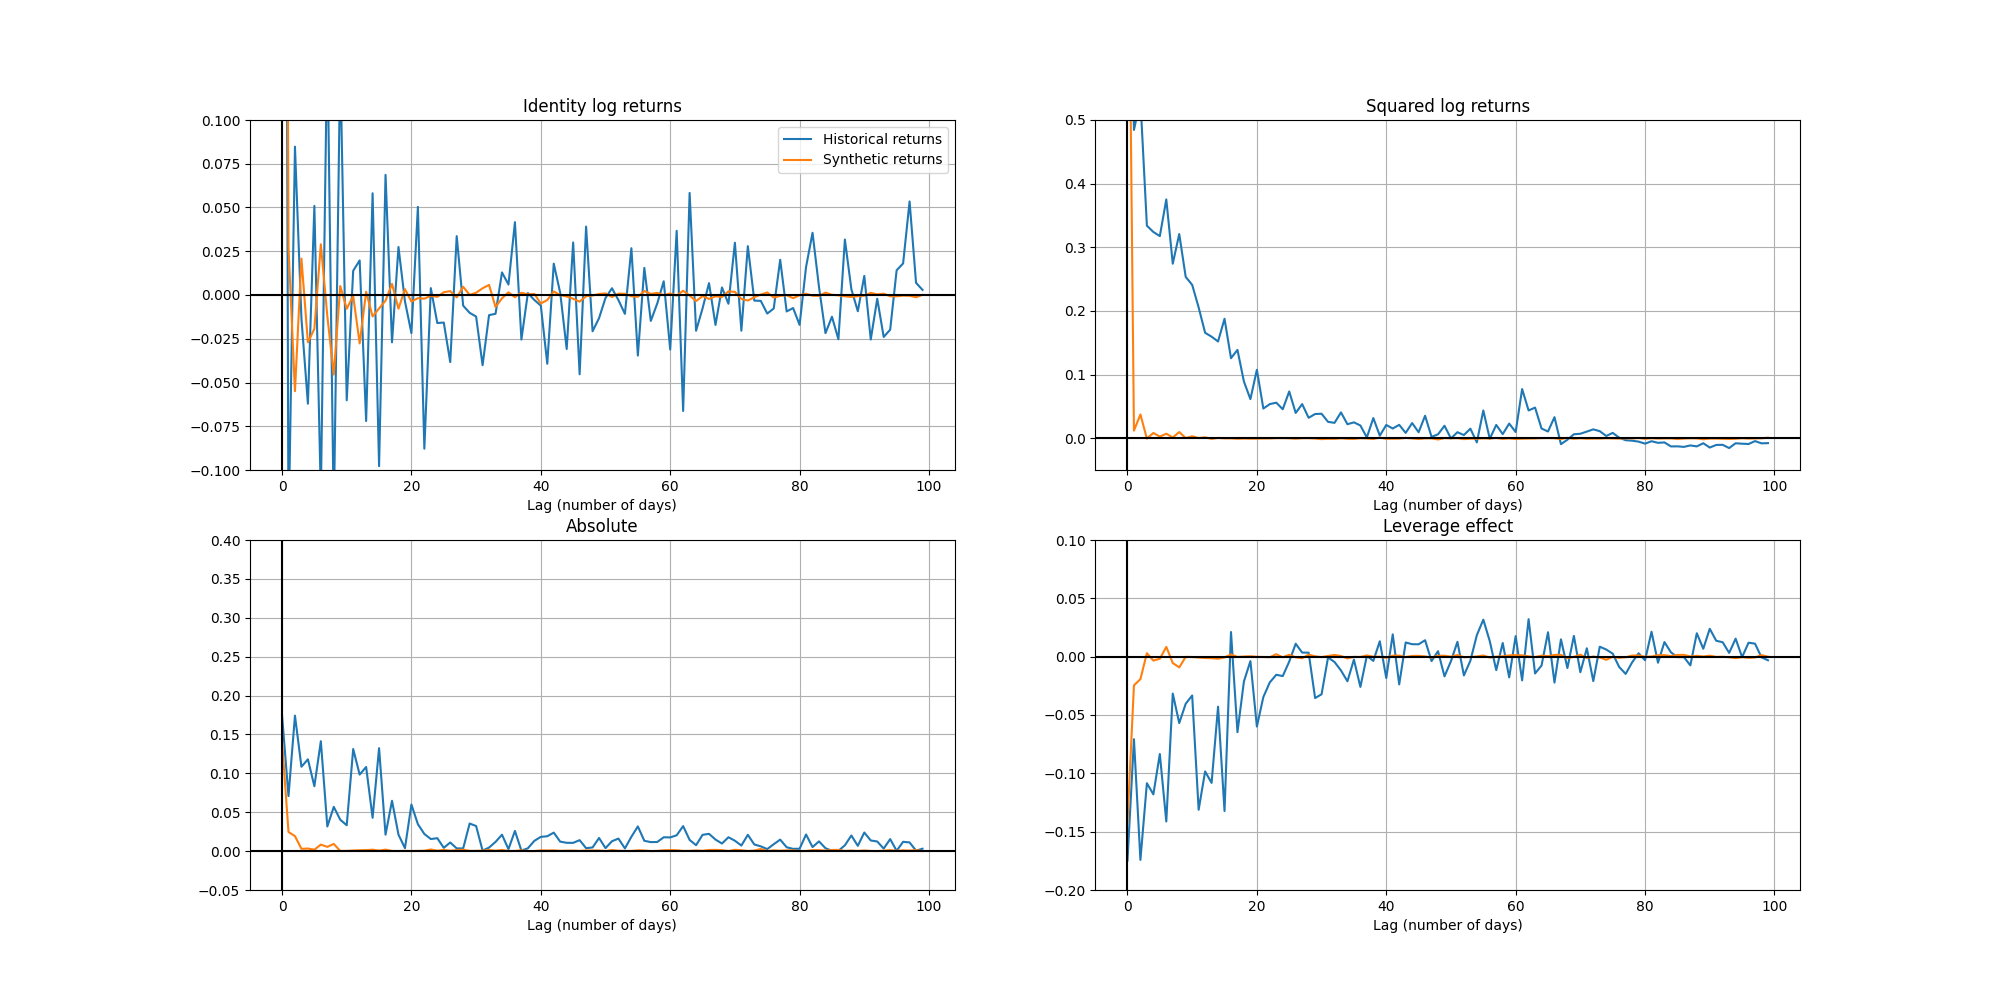 Identity log returns
0.100
0.075
0.050
0.025
0.000
−0.025
−0.050
−0.075
−0.100
Historical returns
Synthetic returns
0 20 40 60 80 100
Lag (number of days)
Squared log returns
0.5
0.4
0.3
0.2
0.1
0.0
0 20 40 60 80 100
Lag (number of days)
Absolute
0.40
0.35
0.30
0.25
0.20
0.15
0.10
0.05
0.00
−0.05
0 20 40 60 80 100
Lag (number of days)
Leverage effect
0.10
0.05
0.00
−0.05
−0.10
−0.15
−0.20
0 20 40 60 80 100
Lag (number of days)